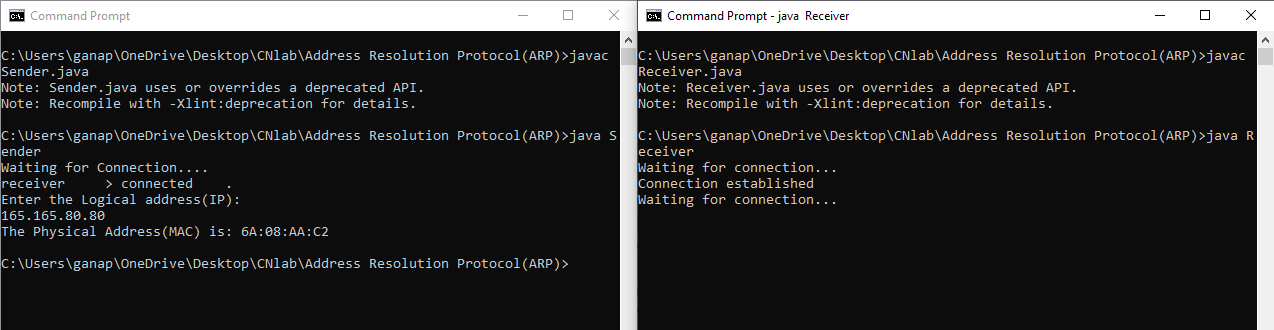 Command Prompt
C:\Users\ganap\OneDrive\Desktop\CNlab\Address Resolution Protocol(ARP)>javac
Sender.java
Note: Sender.java uses or overrides a deprecated API.
Note: Recompile with -Xlint:deprecation for details.
C:\Users\ganap\OneDrive\Desktop\CNlab\Address Resolution Protocol(ARP)>java S
ender
Waiting for Connection....
receiver    > connected    .
Enter the Logical address(IP):
165.165.80.80
The Physical Address(MAC) is: 6A:08:AA:C2
C:\Users\ganap\OneDrive\Desktop\CNlab\Address Resolution Protocol(ARP)>
Command Prompt - java  Receiver
C:\Users\ganap\OneDrive\Desktop\CNlab\Address Resolution Protocol(ARP)>javac
Receiver.java
Note: Receiver.java uses or overrides a deprecated API.
Note: Recompile with -Xlint:deprecation for details.
C:\Users\ganap\OneDrive\Desktop\CNlab\Address Resolution Protocol(ARP)>java R
eceiver
Waiting for connection...
Connection established
Waiting for connection...